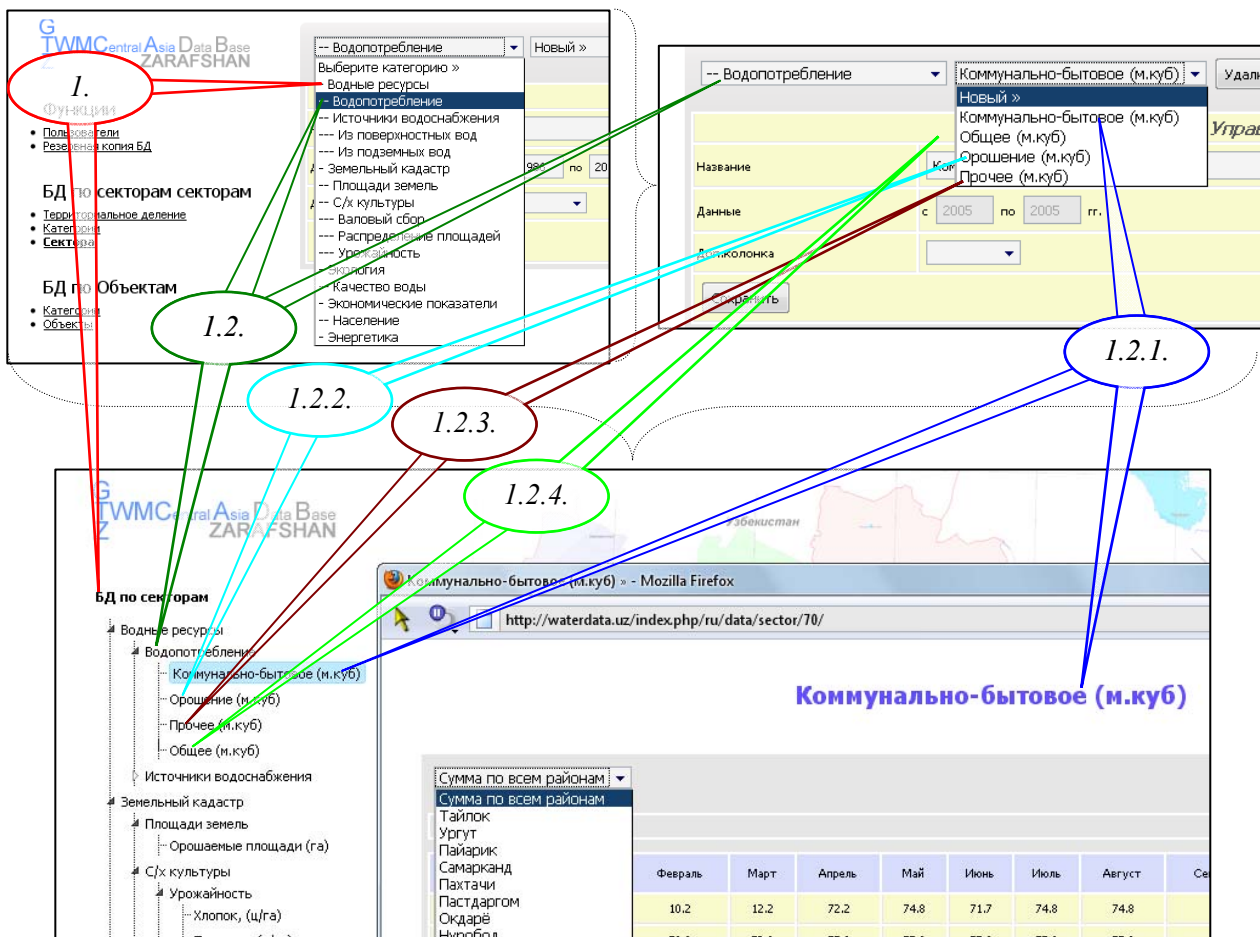 G
TWMCentral Asia Data Base
ZARAFSHAN
1.
Функции
Пользователи
Резервная копия БД
БД по секторам секторам
Территориальное деление
Категории
Сектора
БД по Объектам
Категории
Объекты
-- Водопотребление
Новый »
Выберите категорию »
- Водные ресурсы
-- Водопотребление
-- Источники водоснабжения
--- Из поверхностных вод
--- Из подземных вод
- Земельный кадастр
-- Площади земель
-- С/х культуры
--- Валовый сбор
--- Распределение площадей
--- Урожайность
- Экология
-- Качество воды
- Экономические показатели
-- Население
- Энергетика
по 20
1.2.
-- Водопотребление
Коммунально-бытовое (м.куб)
Новый »
Коммунально-бытовое (м.куб)
Общее (м.куб)
Орошение (м.куб)
Прочее (м.куб)
Название
Данные
с 2005 по 2005 гг.
Доп.колонка
Сохранить
1.2.1.
1.2.2.
1.2.3.
1.2.4.
G
TWMCentral Asia Data Base
Z ZARAFSHAN
Узбекистан
БД по секторам
Водные ресурсы
Водопотребление
Коммунально-бытовое (м.куб)
Орошение (м.куб)
Прочее (м.куб)
Общее (м.куб)
Источники водоснабжения
Земельный кадастр
Площади земель
Орошаемые площади (га)
С/х культуры
Урожайность
Хлопок, (ц/га)
Коммунально-бытовое (м.куб) » - Mozilla Firefox
http://waterdata.uz/index.php/ru/data/sector/70/
Коммунально-бытовое (м.куб)
Сумма по всем районам
Сумма по всем районам
Тайлок
Ургут
Пайарик
Самарканд
Пахтачи
Пастдаргом
Окдарё
Нуробод
Февраль Март Апрель Май Июнь Июль Август
10.2 12.2 72.2 74.8 71.7 74.8 74.8